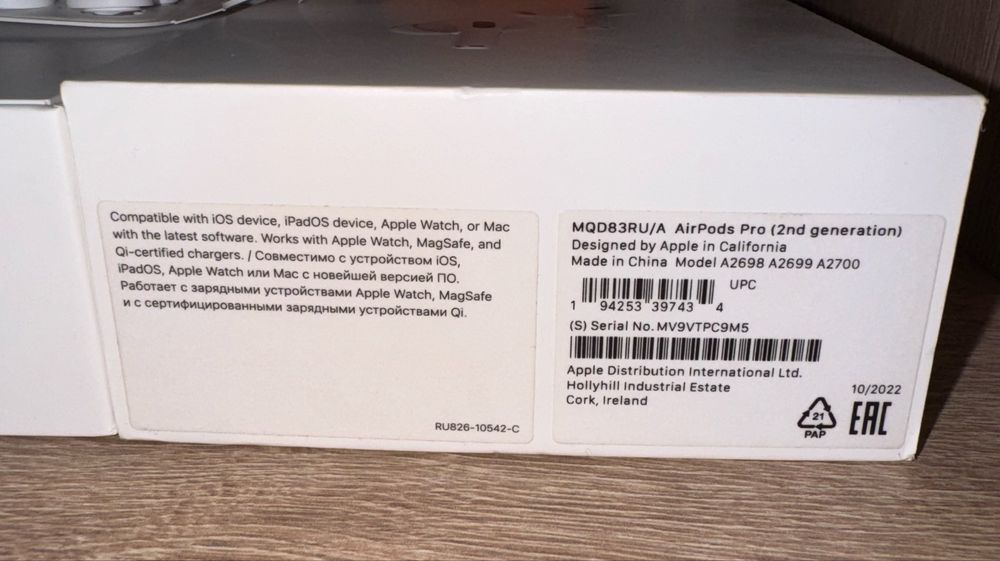 Compatible with iOS device, iPadOS device, Apple Watch, or Mac
with the latest software. Works with Apple Watch, MagSafe, and
Qi-certified chargers. / Совместимо с устройством iOS,
iPadOS, Apple Watch или Mac с новейшей версией ПО.
Работает с зарядными устройствами Apple Watch, MagSafe
и с сертифицированными зарядными устройствами Qi.
RU826-10542-C
MQD83RU/A AirPods Pro (2nd generation)
Designed by Apple in California
Made in China Model A2698 A2699 A2700
UPC
1 94253 39743 4
(S) Serial No. MV9VTPC9M5
Apple Distribution International Ltd.
Hollyhill Industrial Estate
Cork, Ireland
10/2022
21
PAP
EAC